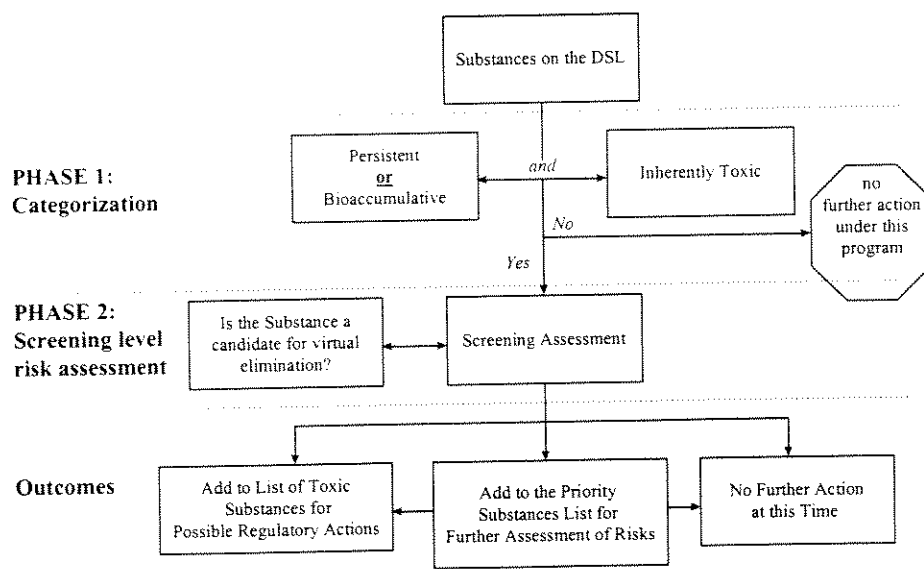 Substances on the DSL
PHASE 1:
Categorization
Persistent
or
Bioaccumulative
and
Inherently Toxic
no
further action
under this
program
No
Yes
PHASE 2:
Screening level
risk assessment
Is the Substance a
candidate for virtual
elimination?
Screening Assessment
Outcomes
Add to List of Toxic
Substances for
Possible Regulatory Actions
Add to the Priority
Substances List for
Further Assessment of Risks
No Further Action
at this Time